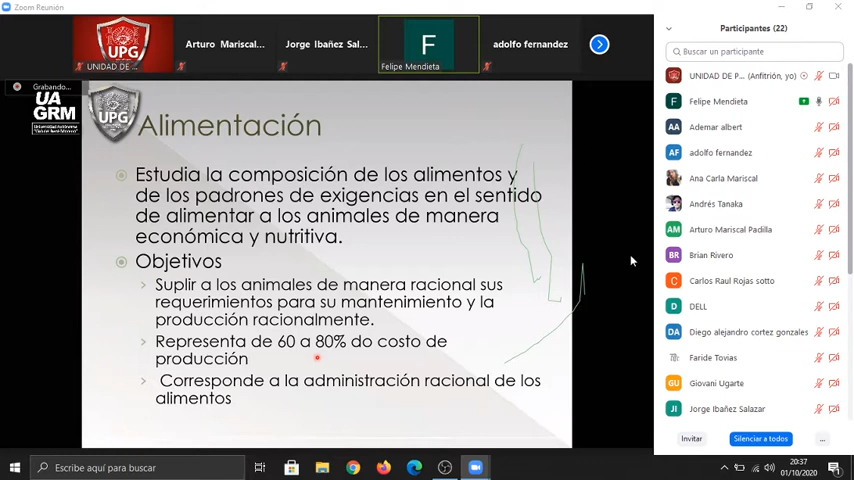 Zoom Reunión
UPG
UNIDAD DE ...
Arturo Mariscal...
Jorge Ibañez Sal...
F
Felipe Mendieta
adolfo fernandez
Grabando...
UA
GRM
UPG
Alimentación
Estudia la composición de los alimentos y
de los padrones de exigencias en el sentido
de alimentar a los animales de manera
económica y nutritiva.
Objetivos
Suplir a los animales de manera racional sus
requerimientos para su mantenimiento y la
producción racionalmente.
Representa de 60 a 80% do costo de
producción
Corresponde a la administración racional de los
alimentos
Participantes (22)
Buscar un participante
UNIDAD DE P... (Anfitrión, yo)
F Felipe Mendieta
AA Ademar albert
AF adolfo fernandez
Ana Carla Mariscal
Andrés Tanaka
AM Arturo Mariscal Padilla
BR Brian Rivero
CR Carlos Raul Rojas sotto
D DELL
DA Diego alejandro cortez gonzales
Faride Tovias
GU Giovani Ugarte
JI Jorge Ibañez Salazar
Invitar
Silenciar a todos
...
Escribe aquí para buscar
20:37
01/10/2020